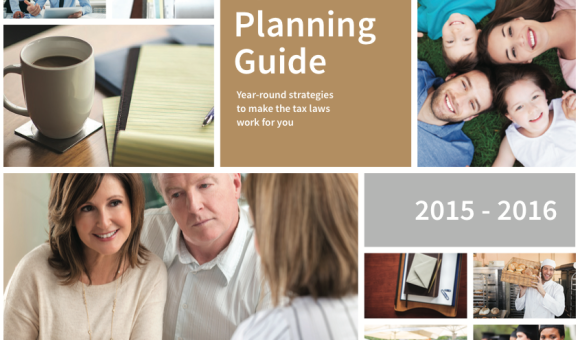 Planning
Guide
Year-round strategies
to make the tax laws
work for you
2015 - 2016